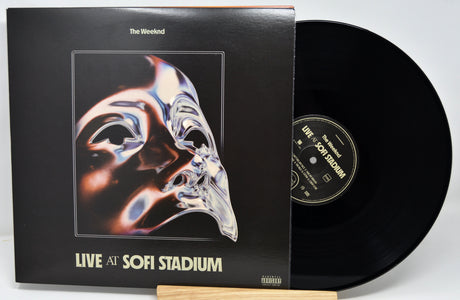 The Weeknd
LIVE AT SOFI STADIUM
The Weeknd
LIVE AT SOFI STADIUM